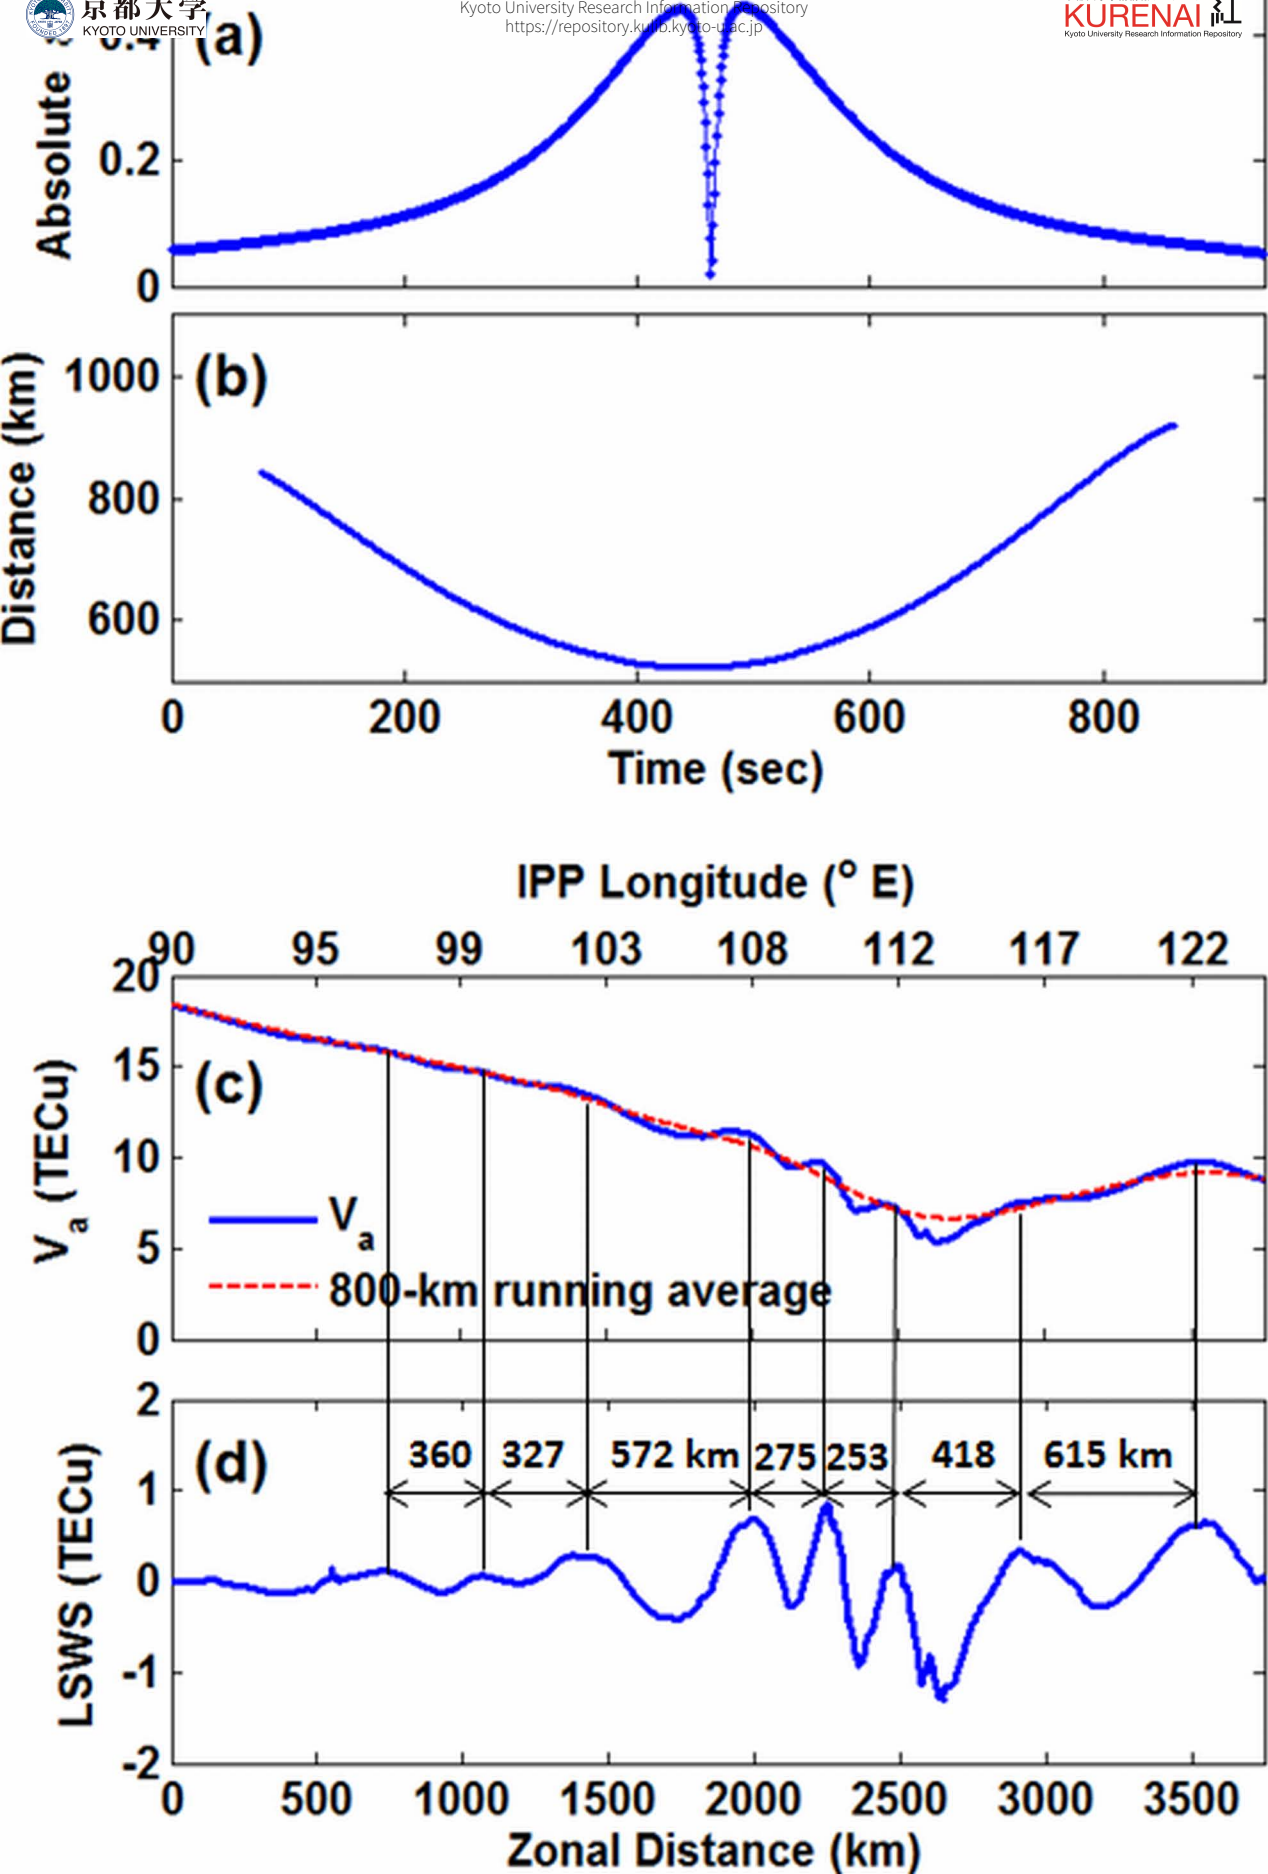 京都大学
KYOTO UNIVERSITY
Kyoto University Research Information Repository
https://repository.kulib.kyoto-u.ac.jp
KURENAI 紅
Kyoto University Research Information Repository
(a)
Absolute
0.4
0.2
0
(b)
Distance (km)
1000
800
600
0 200 400 600 800
Time (sec)
IPP Longitude (° E)
90 95 99 103 108 112 117 122
(c)
Va (TECu)
20
15
10
5
0
Va
800-km running average
(d)
LSWS (TECu)
2
1
0
-1
-2
360 327 572 km 275 253 418 615 km
0 500 1000 1500 2000 2500 3000 3500
Zonal Distance (km)